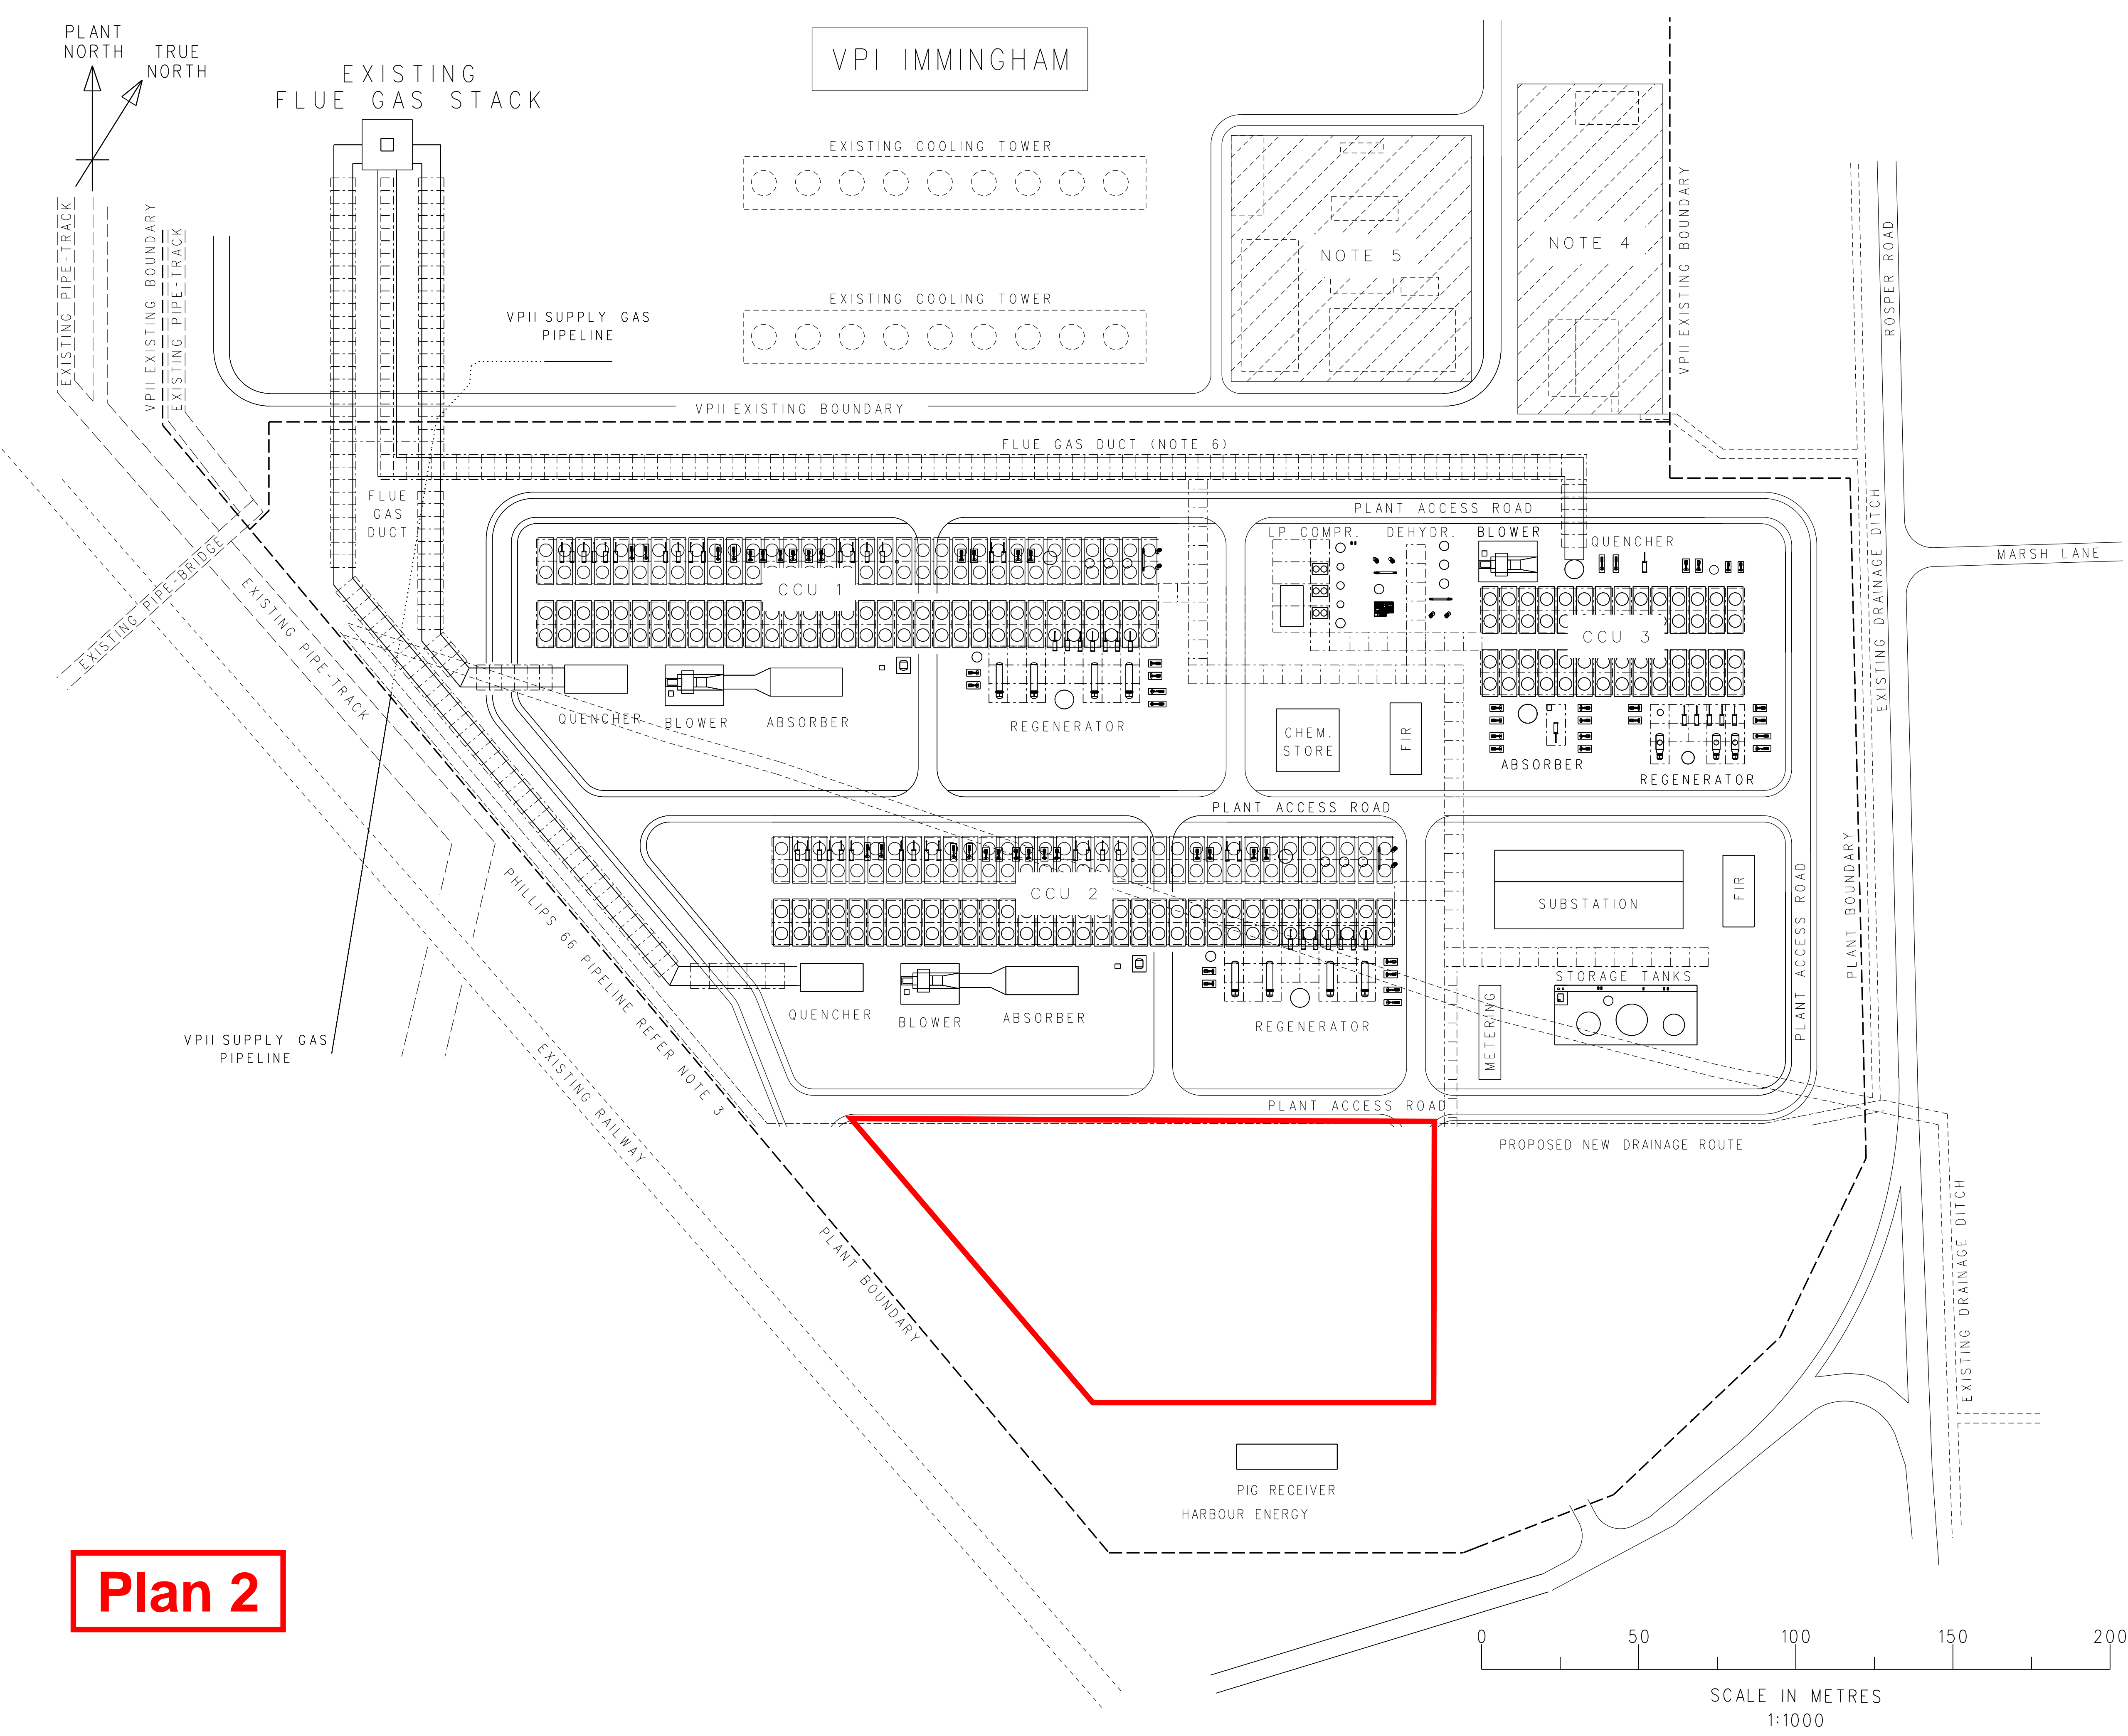 PLANT
NORTH
TRUE
NORTH
EXISTING
FLUE GAS STACK
VPI IMMINGHAM
EXISTING COOLING TOWER
EXISTING COOLING TOWER
NOTE 5
NOTE 4
VPII EXISTING BOUNDARY
ROSPER ROAD
EXISTING PIPE-TRACK
VPII EXISTING BOUNDARY
EXISTING PIPE-TRACK
VPII SUPPLY GAS
PIPELINE
VPII EXISTING BOUNDARY
FLUE GAS DUCT (NOTE 6)
FLUE
GAS
DUCT
PLANT ACCESS ROAD
LP COMPR.
DEHYDR.
BLOWER
QUENCHER
MARSH LANE
EXISTING DRAINAGE DITCH
EXISTING PIPE-BRIDGE
EXISTING PIPE-TRACK
CCU 1
CCU 3
QUENCHER
BLOWER
ABSORBER
REGENERATOR
CHEM.
STORE
FIR
ABSORBER
REGENERATOR
PLANT ACCESS ROAD
CCU 2
SUBSTATION
FIR
PLANT ACCESS ROAD
PLANT BOUNDARY
PHILLIPS 66 PIPELINE REFER NOTE 3
STORAGE TANKS
METERING
QUENCHER
BLOWER
ABSORBER
REGENERATOR
VPII SUPPLY GAS
PIPELINE
EXISTING RAILWAY
PLANT ACCESS ROAD
PROPOSED NEW DRAINAGE ROUTE
PLANT BOUNDARY
EXISTING DRAINAGE DITCH
PIG RECEIVER
HARBOUR ENERGY
Plan 2
0 50 100 150 200
SCALE IN METRES
1:1000